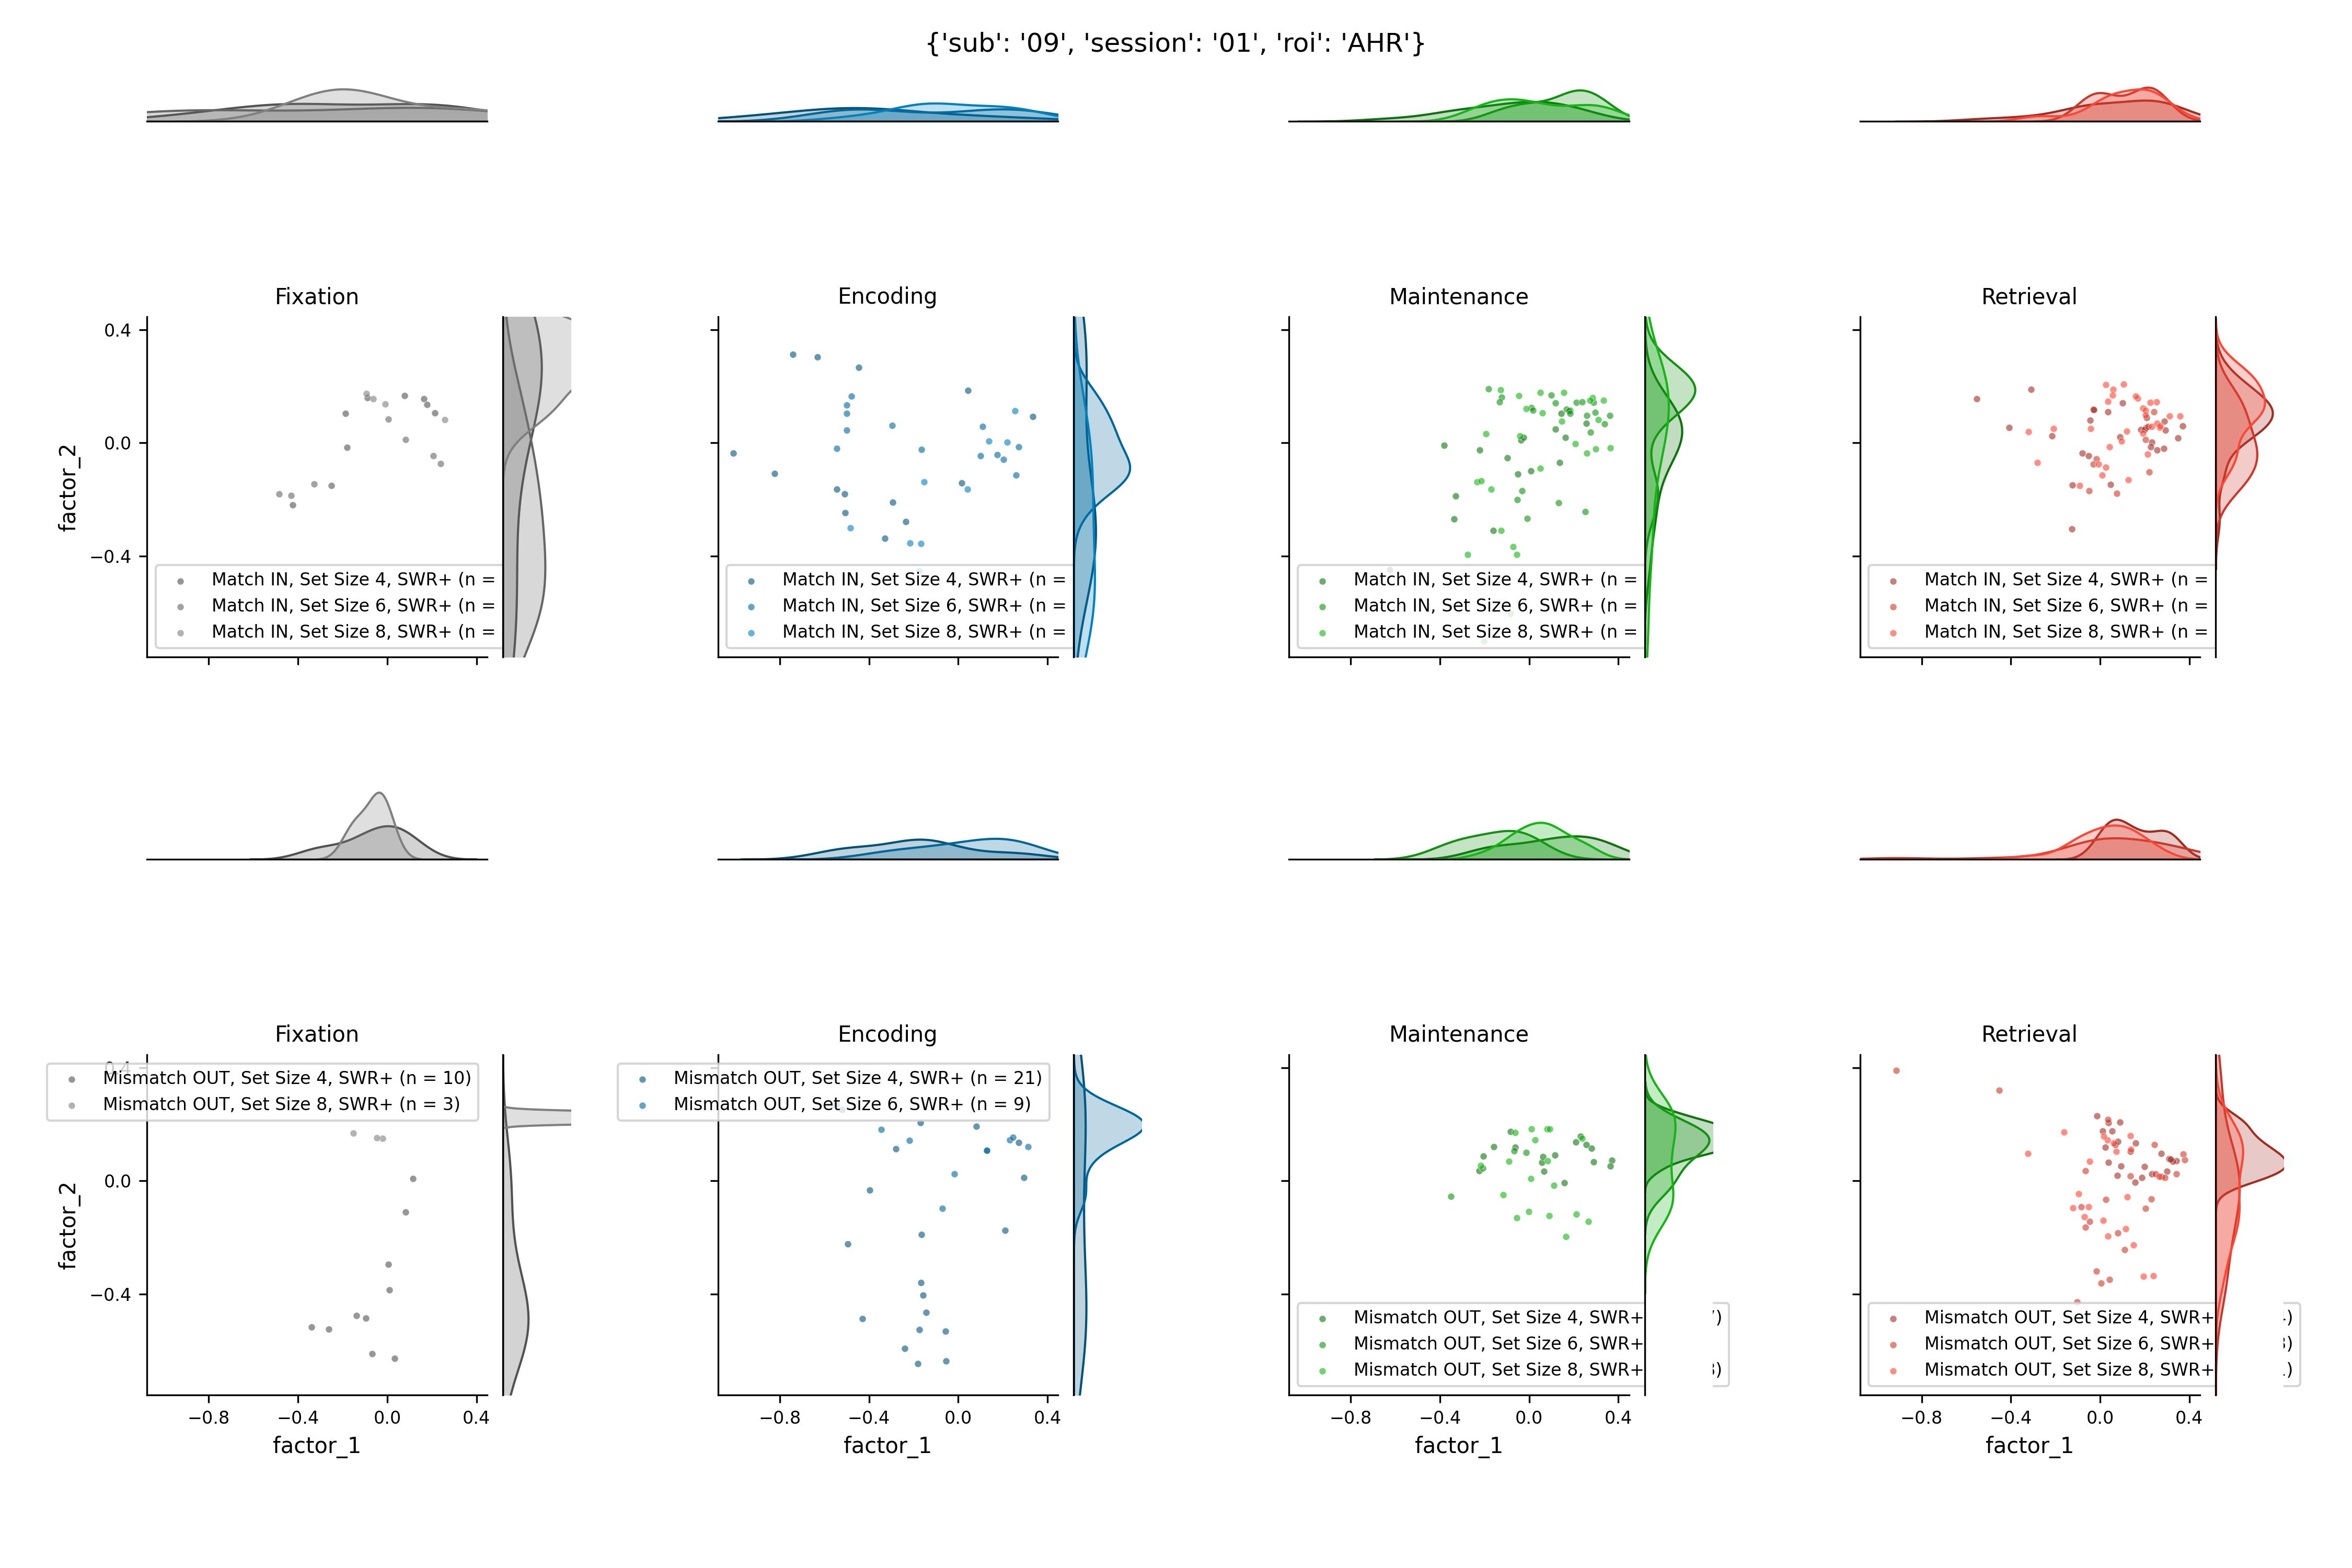 {'sub': '09', 'session': '01', 'roi': 'AHR'}
Fixation
Encoding
Maintenance
Retrieval
factor_2
0.4
0.0
−0.4
Match IN, Set Size 4, SWR+ (n =
Match IN, Set Size 6, SWR+ (n =
Match IN, Set Size 8, SWR+ (n =
Match IN, Set Size 4, SWR+ (n =
Match IN, Set Size 6, SWR+ (n =
Match IN, Set Size 8, SWR+ (n =
Match IN, Set Size 4, SWR+ (n =
Match IN, Set Size 6, SWR+ (n =
Match IN, Set Size 8, SWR+ (n =
Match IN, Set Size 4, SWR+ (n =
Match IN, Set Size 6, SWR+ (n =
Match IN, Set Size 8, SWR+ (n =
Fixation
Encoding
Maintenance
Retrieval
factor_2
0.4
0.0
−0.4
Mismatch OUT, Set Size 4, SWR+ (n = 10)
Mismatch OUT, Set Size 8, SWR+ (n = 3)
Mismatch OUT, Set Size 4, SWR+ (n = 21)
Mismatch OUT, Set Size 6, SWR+ (n = 9)
Mismatch OUT, Set Size 4, SWR+
Mismatch OUT, Set Size 6, SWR+
Mismatch OUT, Set Size 8, SWR+
Mismatch OUT, Set Size 4, SWR+
Mismatch OUT, Set Size 6, SWR+
Mismatch OUT, Set Size 8, SWR+
−0.8 −0.4 0.0 0.4
−0.8 −0.4 0.0 0.4
−0.8 −0.4 0.0 0.4
−0.8 −0.4 0.0 0.4
factor_1
factor_1
factor_1
factor_1